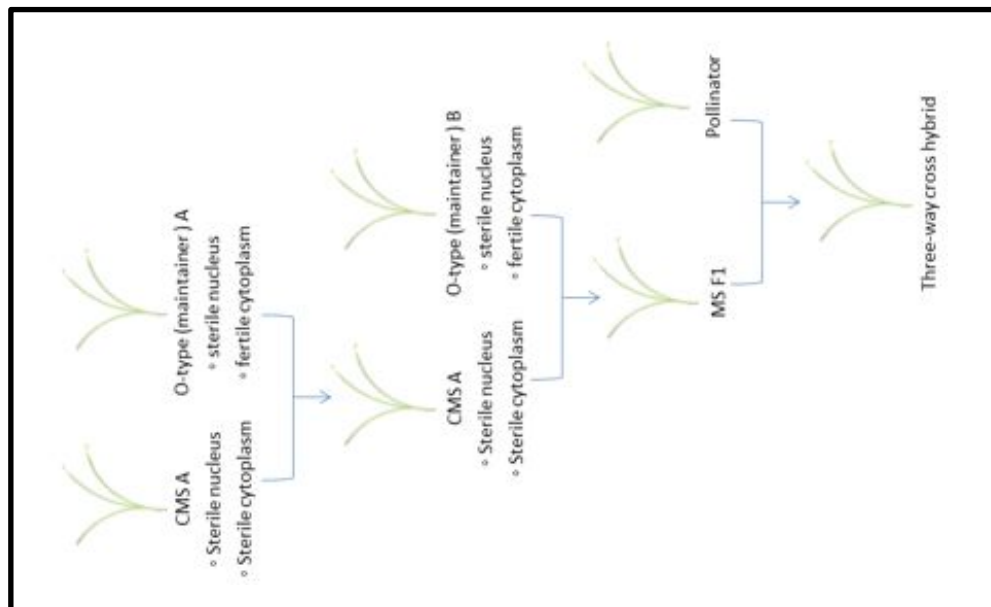 CMS A
° Sterile nucleus
° Sterile cytoplasm
O-type (maintainer ) A
° sterile nucleus
° fertile cytoplasm
CMS A
° Sterile nucleus
° Sterile cytoplasm
O-type (maintainer ) B
° sterile nucleus
° fertile cytoplasm
MS F1
Pollinator
Three-way cross hybrid